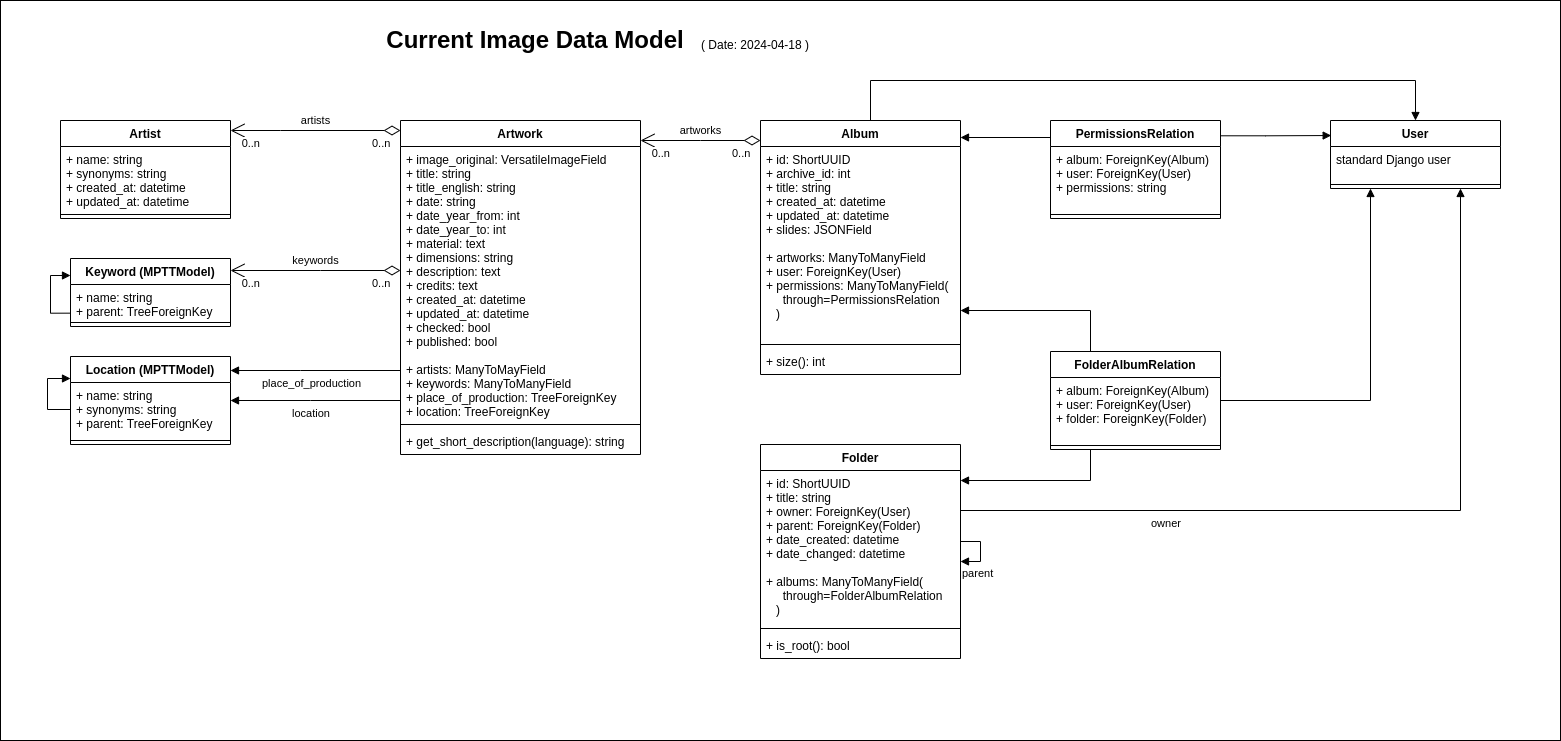 Current Image Data Model ( Date: 2024-04-18 )
Artist
+ name: string
+ synonyms: string
+ created_at: datetime
+ updated_at: datetime
artists
0..n
0..n
Keyword (MPTTModel)
+ name: string
+ parent: TreeForeignKey
keywords
0..n
0..n
Location (MPTTModel)
+ name: string
+ synonyms: string
+ parent: TreeForeignKey
place_of_production
location
Artwork
+ image_original: VersatileImageField
+ title: string
+ title_english: string
+ date: string
+ date_year_from: int
+ date_year_to: int
+ material: text
+ dimensions: string
+ description: text
+ credits: text
+ created_at: datetime
+ updated_at: datetime
+ checked: bool
+ published: bool
+ artists: ManyToMayField
+ keywords: ManyToManyField
+ place_of_production: TreeForeignKey
+ location: TreeForeignKey
+ get_short_description(language): string
artworks
0..n
0..n
Album
+ id: ShortUUID
+ archive_id: int
+ title: string
+ created_at: datetime
+ updated_at: datetime
+ slides: JSONField
+ artworks: ManyToManyField
+ user: ForeignKey(User)
+ permissions: ManyToManyField(
through=PermissionsRelation
)
+ size(): int
PermissionsRelation
+ album: ForeignKey(Album)
+ user: ForeignKey(User)
+ permissions: string
User
standard Django user
FolderAlbumRelation
+ album: ForeignKey(Album)
+ user: ForeignKey(User)
+ folder: ForeignKey(Folder)
Folder
+ id: ShortUUID
+ title: string
+ owner: ForeignKey(User)
+ parent: ForeignKey(Folder)
+ date_created: datetime
+ date_changed: datetime
+ albums: ManyToManyField(
through=FolderAlbumRelation
)
+ is_root(): bool
owner
parent